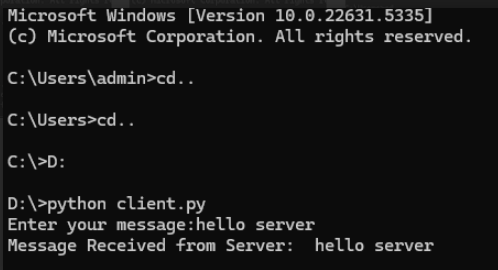 Microsoft Windows [Version 10.0.22631.5335]
(c) Microsoft Corporation. All rights reserved.
C:\Users\admin>cd..
C:\Users>cd..
C:\>D:
D:\>python client.py
Enter your message:hello server
Message Received from Server:  hello server